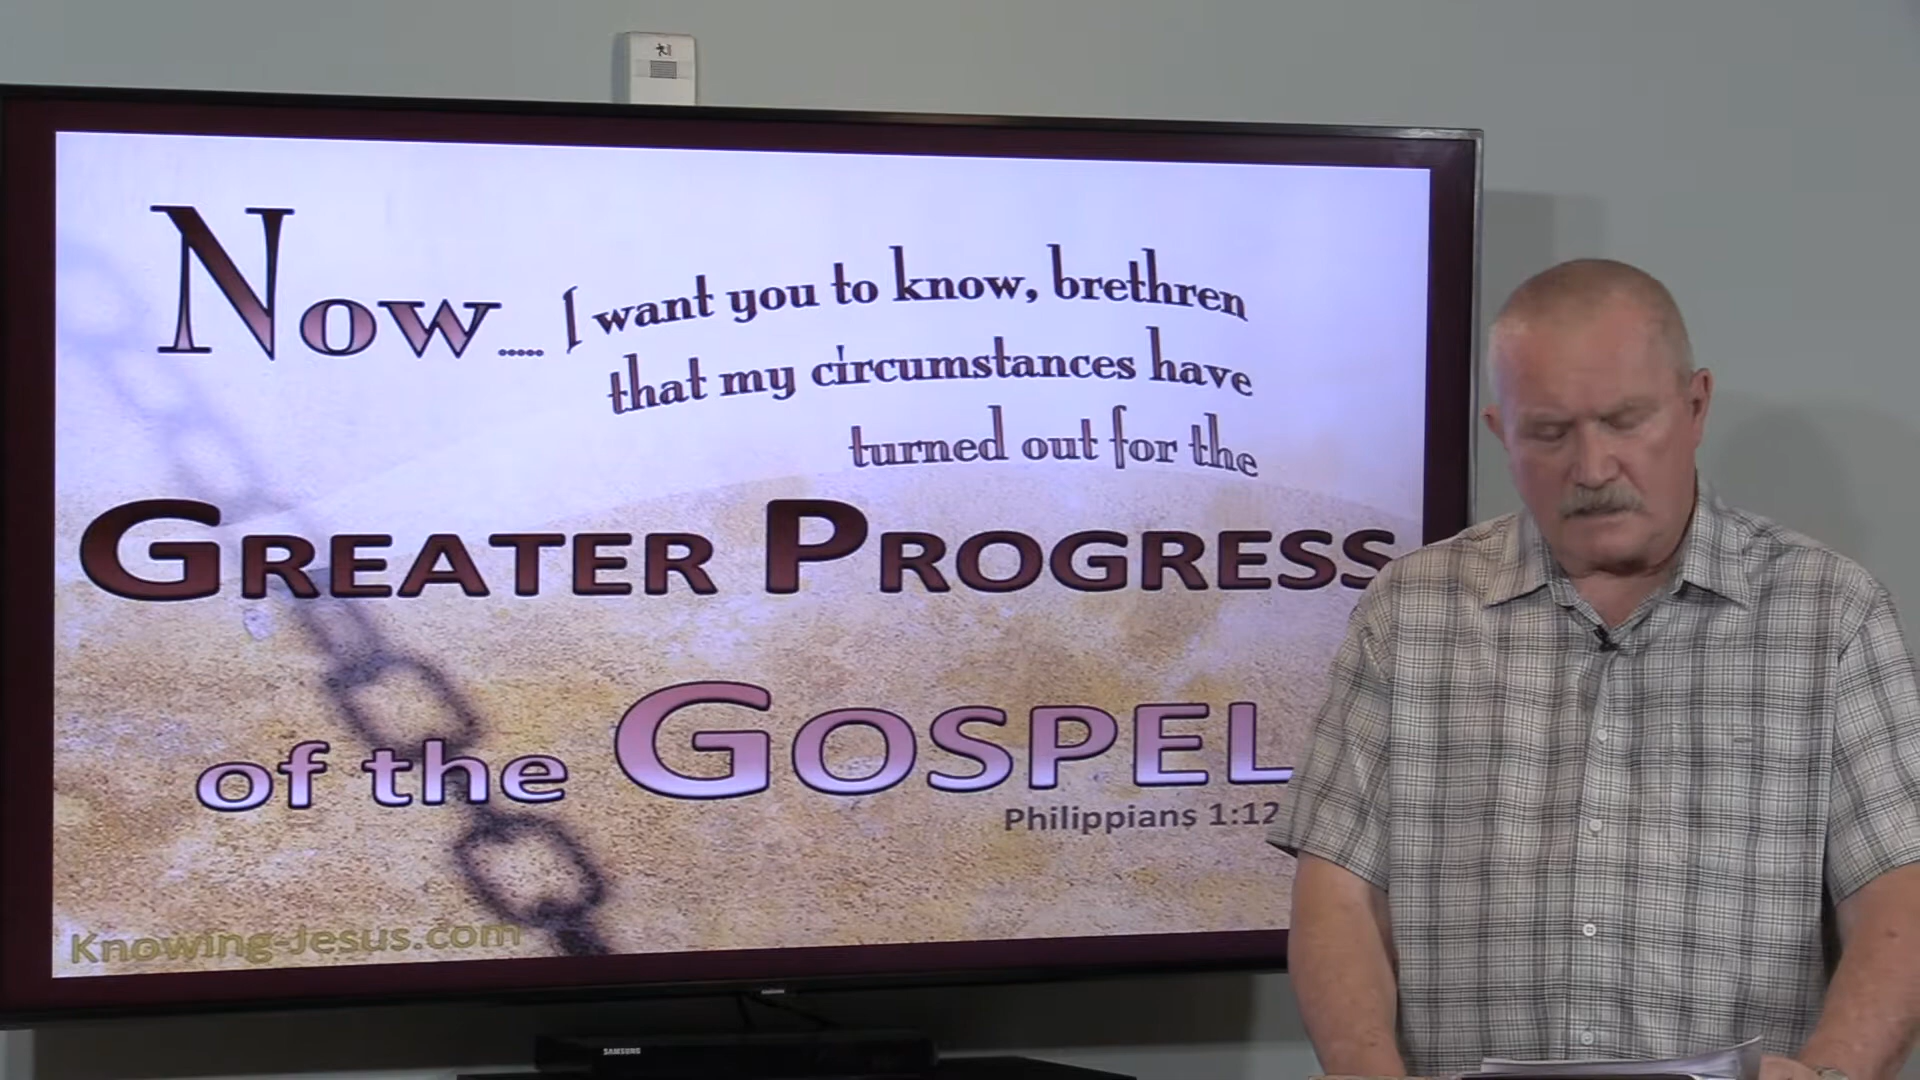 Now..... I want you to know, brethren
that my circumstances have
turned out for the
GREATER PROGRESS
of the GOSPEL
Philippians 1:12
Knowing-Jesus.com
SAMSUNG